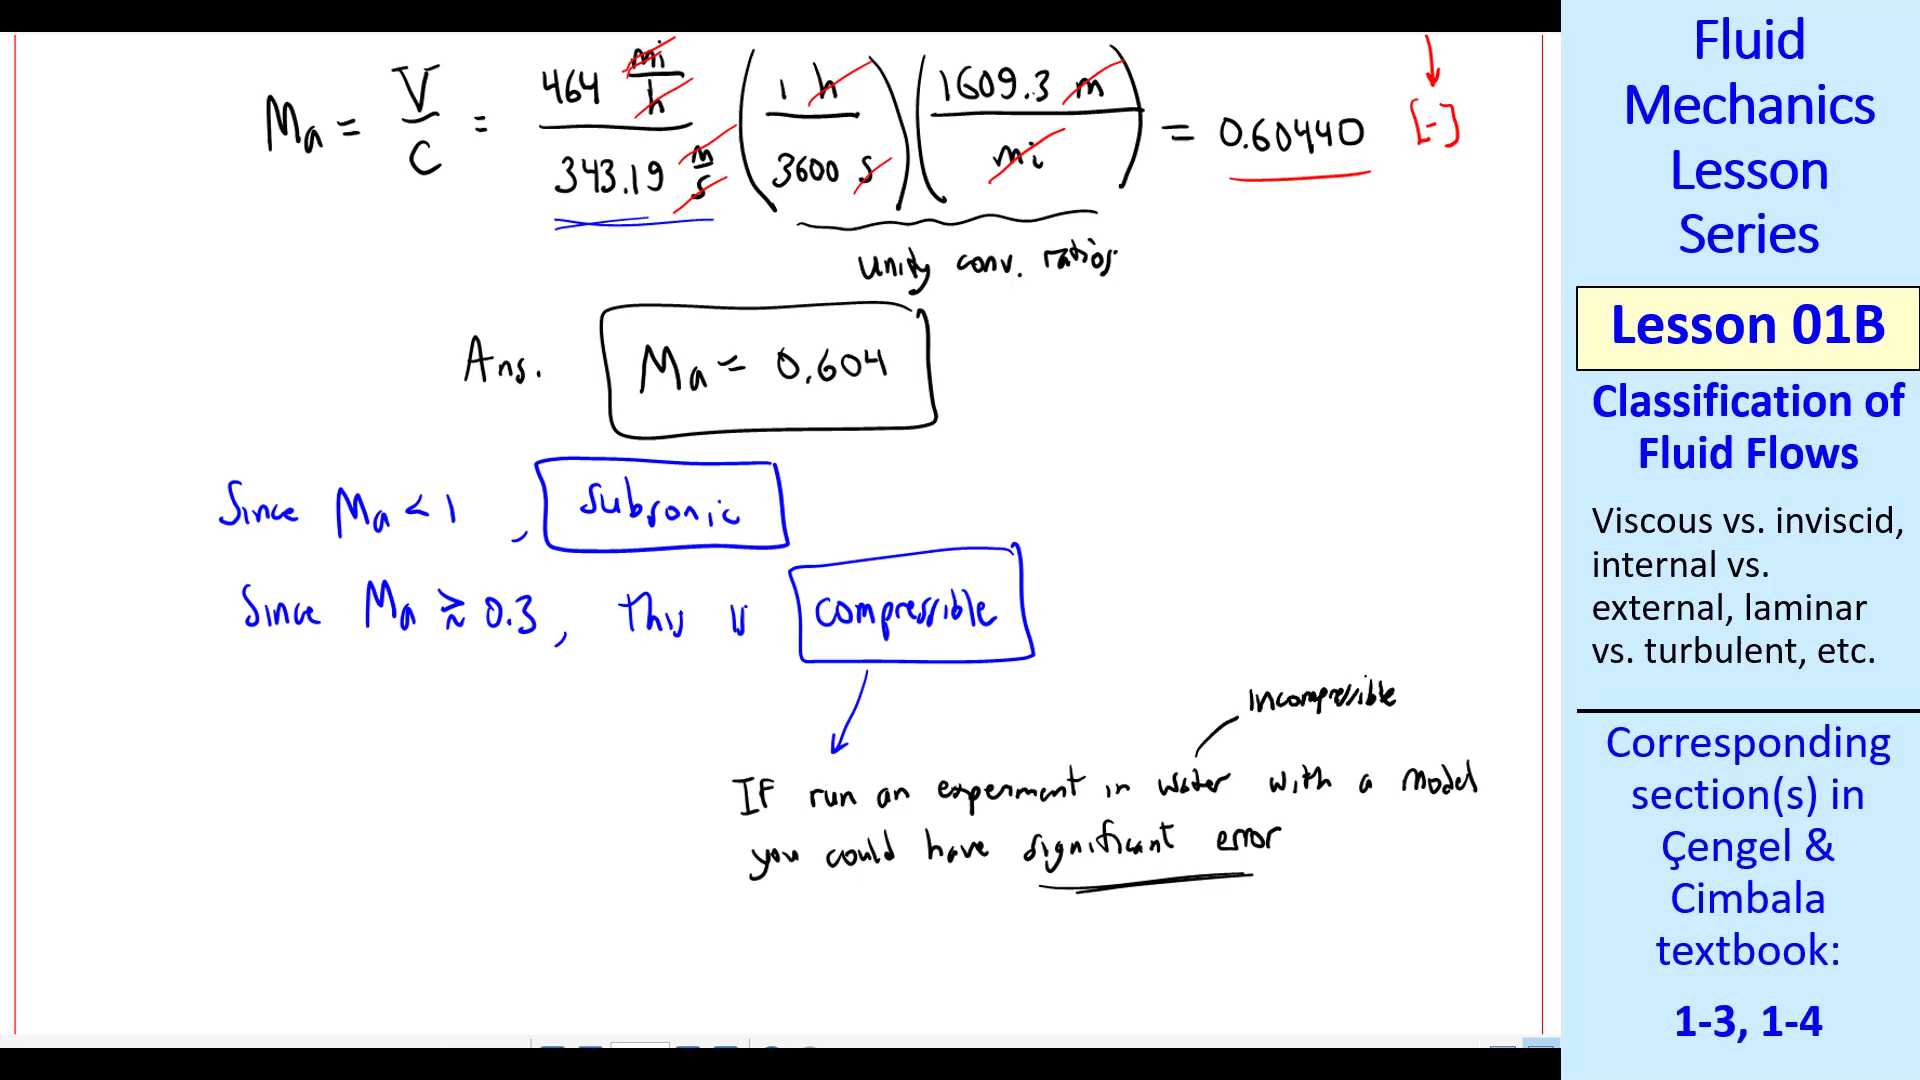 Ma = V/C = 464 mi/h / 343.19 m/s (1 h / 3600 s) (1609.3 m / mi) = 0.60440 [-]
unity conv. ratios
Ans. Ma = 0.604
Since Ma < 1, subsonic
Since Ma ⪆ 0.3, this is compressible
incompressible
If run an experiment in water with a model
you could have significant error
Fluid
Mechanics
Lesson
Series
Lesson 01B
Classification of
Fluid Flows
Viscous vs. inviscid,
internal vs.
external, laminar
vs. turbulent, etc.
Corresponding
section(s) in
Çengel &
Cimbala
textbook:
1-3, 1-4